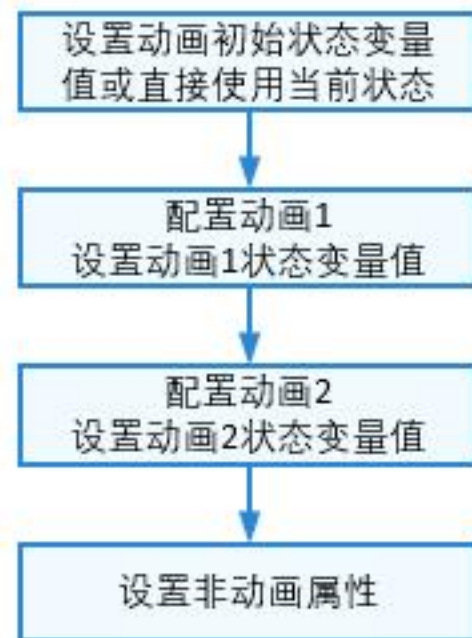 设置动画初始状态变量
值或直接使用当前状态
配置动画1
设置动画1状态变量值
配置动画2
设置动画2状态变量值
设置非动画属性